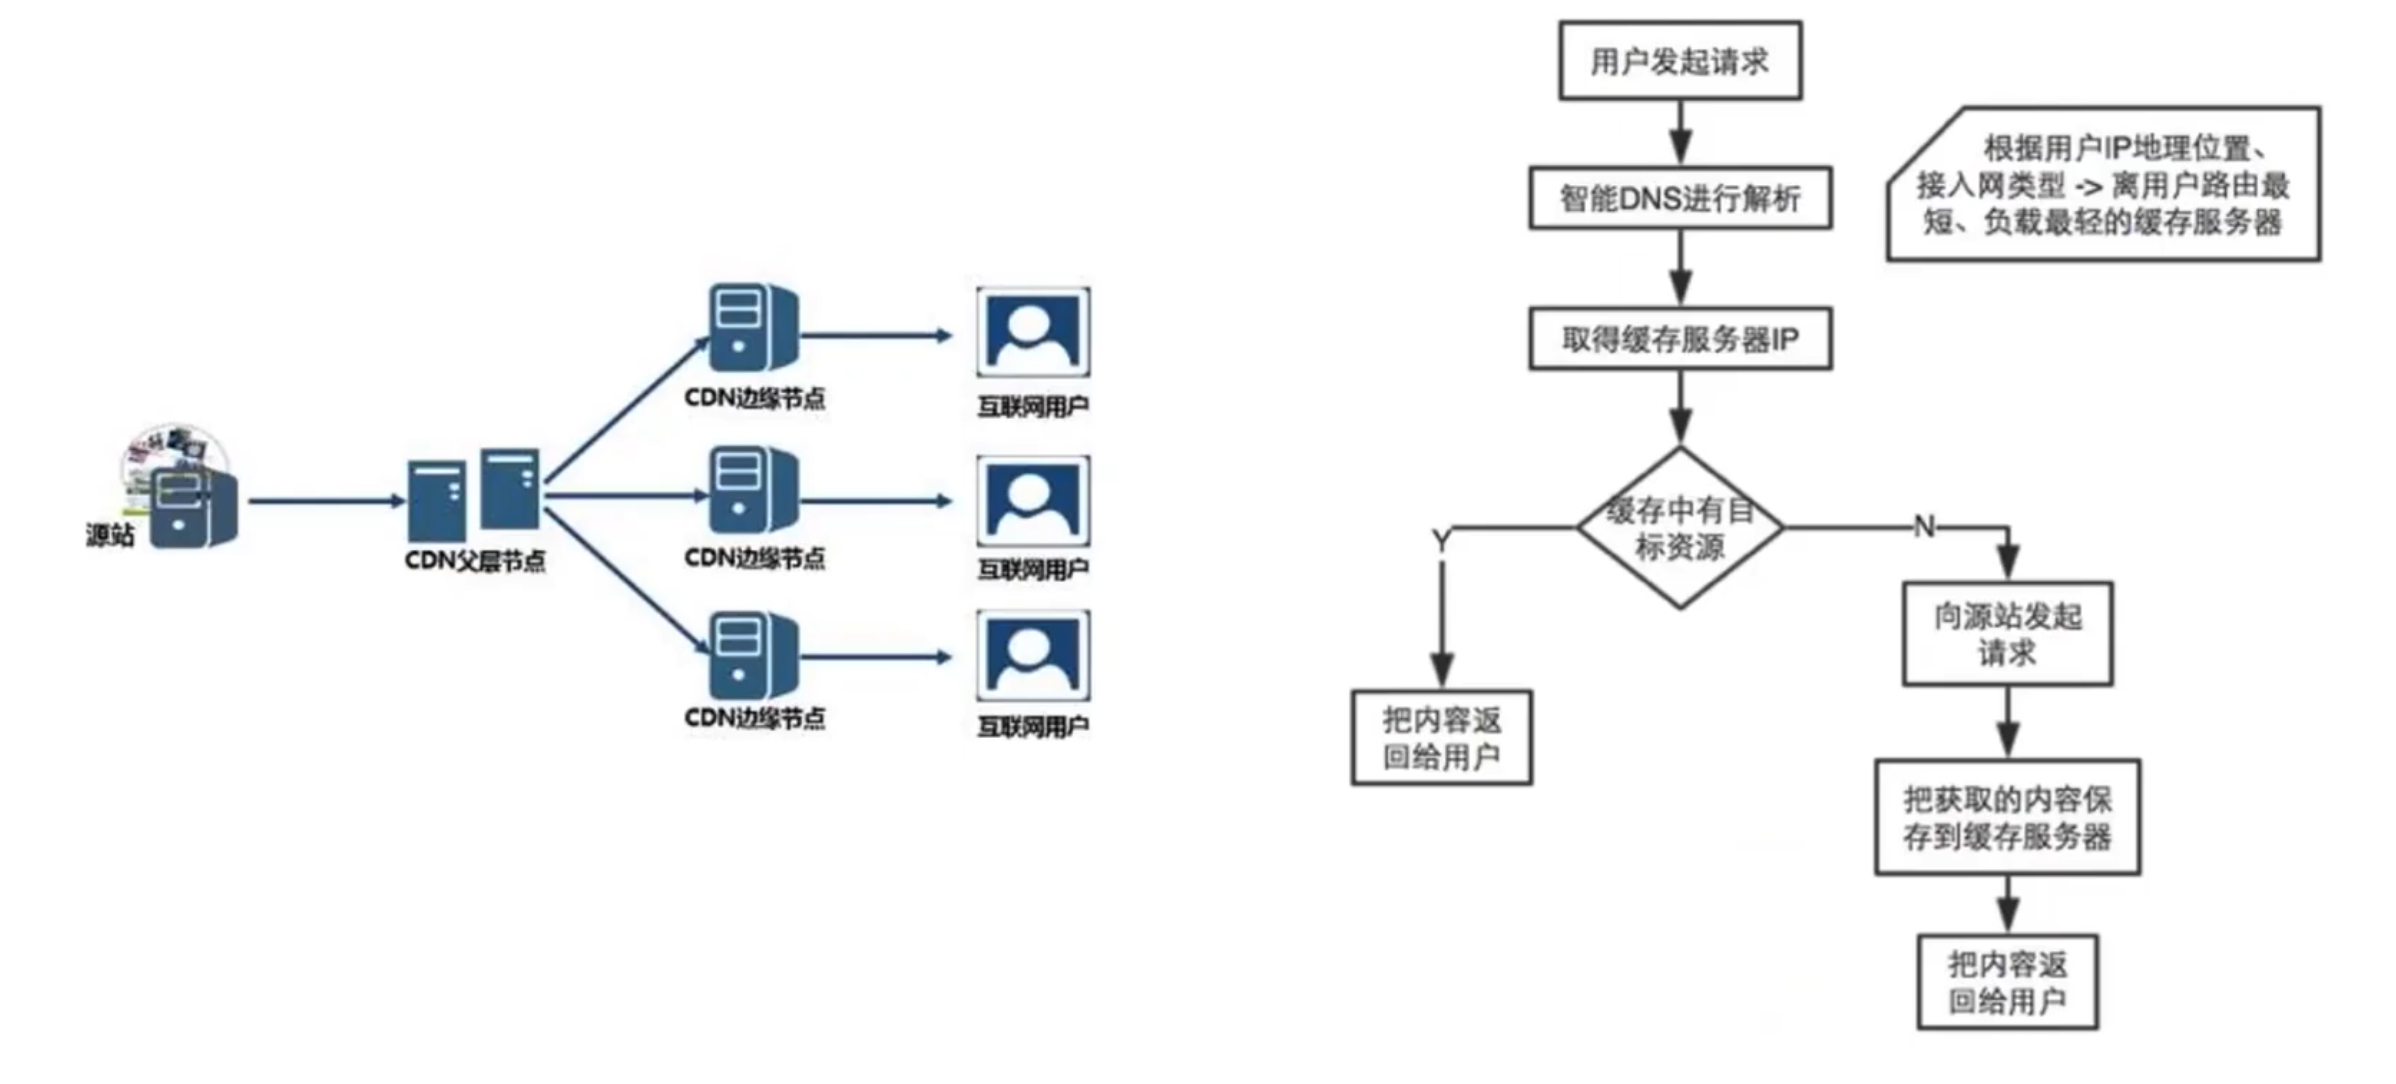 源站
CDN父层节点
CDN边缘节点
互联网用户
CDN边缘节点
互联网用户
CDN边缘节点
互联网用户
用户发起请求
智能DNS进行解析
根据用户IP地理位置、
接入网类型 -> 离用户路由最
短、负载最轻的缓存服务器
取得缓存服务器IP
缓存中有目
标资源
Y
N
把内容返
回给用户
向源站发起
请求
把获取的内容保
存到缓存服务器
把内容返
回给用户